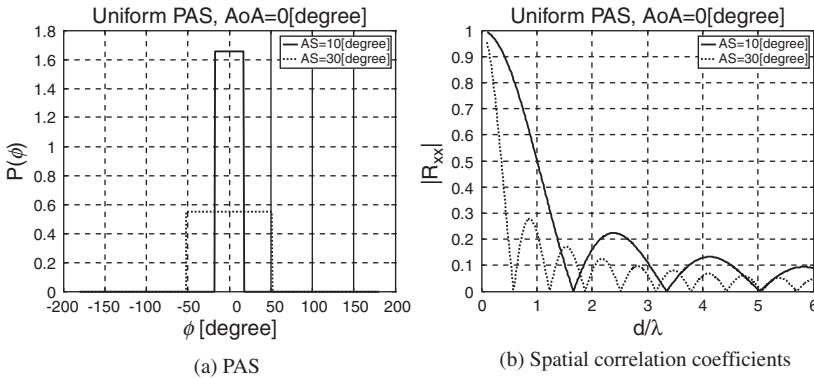 Uniform PAS, AoA=0[degree]
AS=10[degree]
AS=30[degree]
P(ϕ)
1.8
1.6
1.4
1.2
1
0.8
0.6
0.4
0.2
0
-200 -150 -100 -50 0 50 100 150 200
ϕ [degree]
(a) PAS
Uniform PAS, AoA=0[degree]
AS=10[degree]
AS=30[degree]
|Rxx|
1
0.9
0.8
0.7
0.6
0.5
0.4
0.3
0.2
0.1
0
0 1 2 3 4 5 6
d/λ
(b) Spatial correlation coefficients